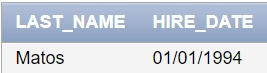 LAST_NAME HIRE_DATE
Matos 01/01/1994